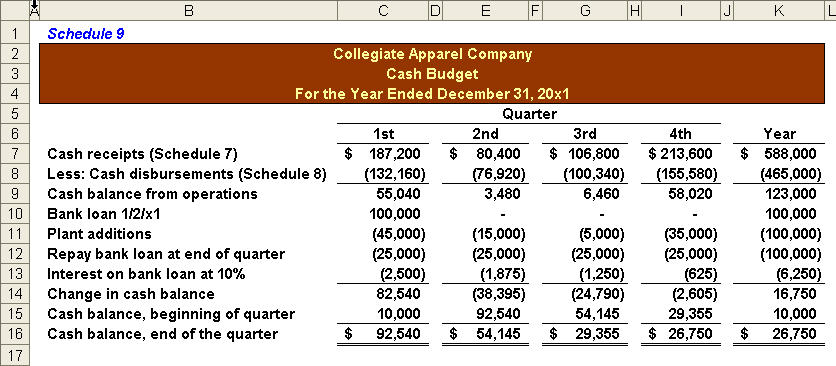 A B C D E F G H I J K L
1 Schedule 9
2 Collegiate Apparel Company
3 Cash Budget
4 For the Year Ended December 31, 20x1
5 Quarter
6 1st 2nd 3rd 4th Year
7 Cash receipts (Schedule 7) $ 187,200 $ 80,400 $ 106,800 $ 213,600 $ 588,000
8 Less: Cash disbursements (Schedule 8) (132,160) (76,920) (100,340) (155,580) (465,000)
9 Cash balance from operations 55,040 3,480 6,460 58,020 123,000
10 Bank loan 1/2/x1 100,000 - - - 100,000
11 Plant additions (45,000) (15,000) (5,000) (35,000) (100,000)
12 Repay bank loan at end of quarter (25,000) (25,000) (25,000) (25,000) (100,000)
13 Interest on bank loan at 10% (2,500) (1,875) (1,250) (625) (6,250)
14 Change in cash balance 82,540 (38,395) (24,790) (2,605) 16,750
15 Cash balance, beginning of quarter 10,000 92,540 54,145 29,355 10,000
16 Cash balance, end of the quarter $ 92,540 $ 54,145 $ 29,355 $ 26,750 $ 26,750
17